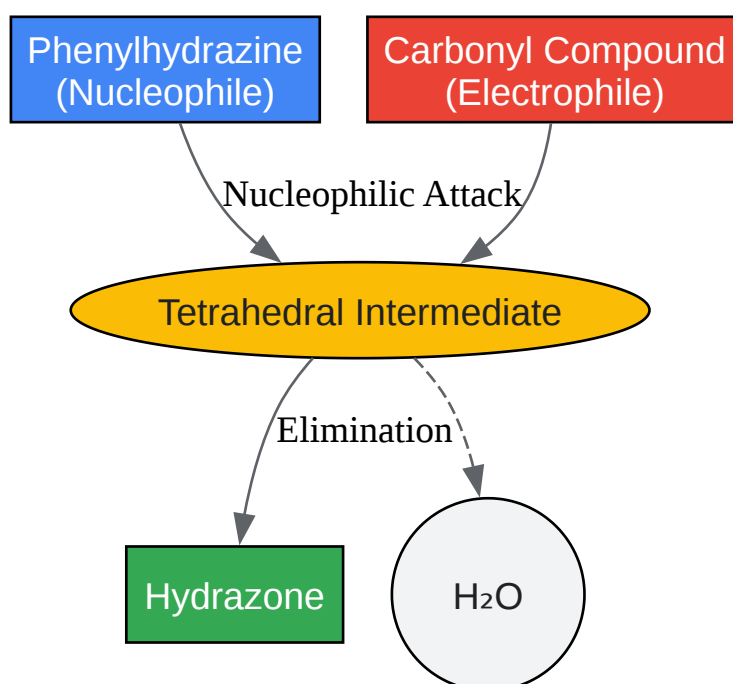 Phenylhydrazine
(Nucleophile)
Carbonyl Compound
(Electrophile)
Nucleophilic Attack
Tetrahedral Intermediate
Elimination
Hydrazone
H₂O